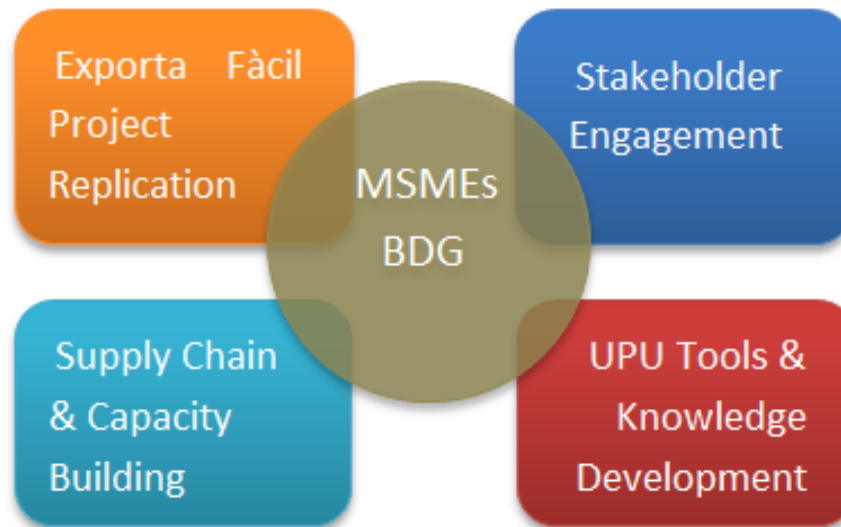 Exporta Fàcil
Project
Replication
Stakeholder
Engagement
MSMEs
BDG
Supply Chain
& Capacity
Building
UPU Tools &
Knowledge
Development